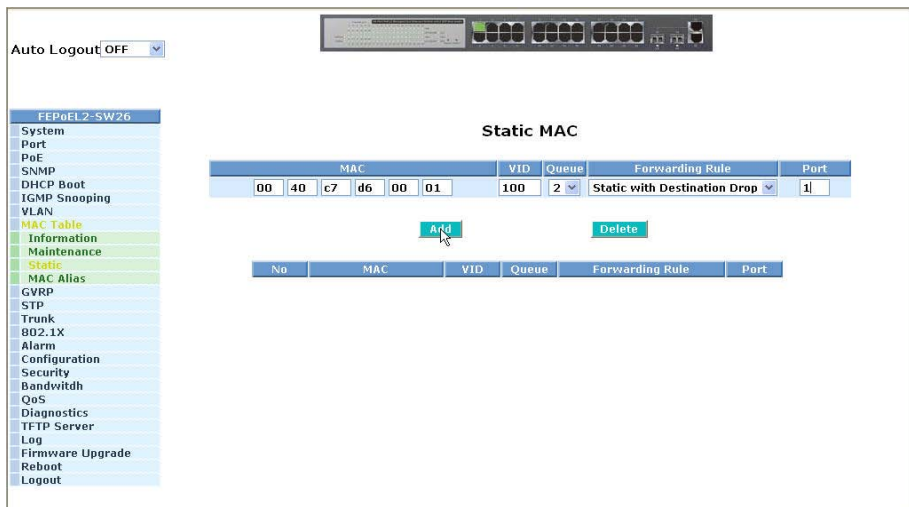 Auto Logout OFF
FEPoEL2-SW26
System
Port
PoE
SNMP
DHCP Boot
IGMP Snooping
VLAN
MAC Table
Information
Maintenance
Static
MAC Alias
GVRP
STP
Trunk
802.1X
Alarm
Configuration
Security
Bandwitdh
QoS
Diagnostics
TFTP Server
Log
Firmware Upgrade
Reboot
Logout
Static MAC
MAC VID Queue Forwarding Rule Port
00 40 c7 d6 00 01 100 2 Static with Destination Drop 1
Add Delete
No MAC VID Queue Forwarding Rule Port